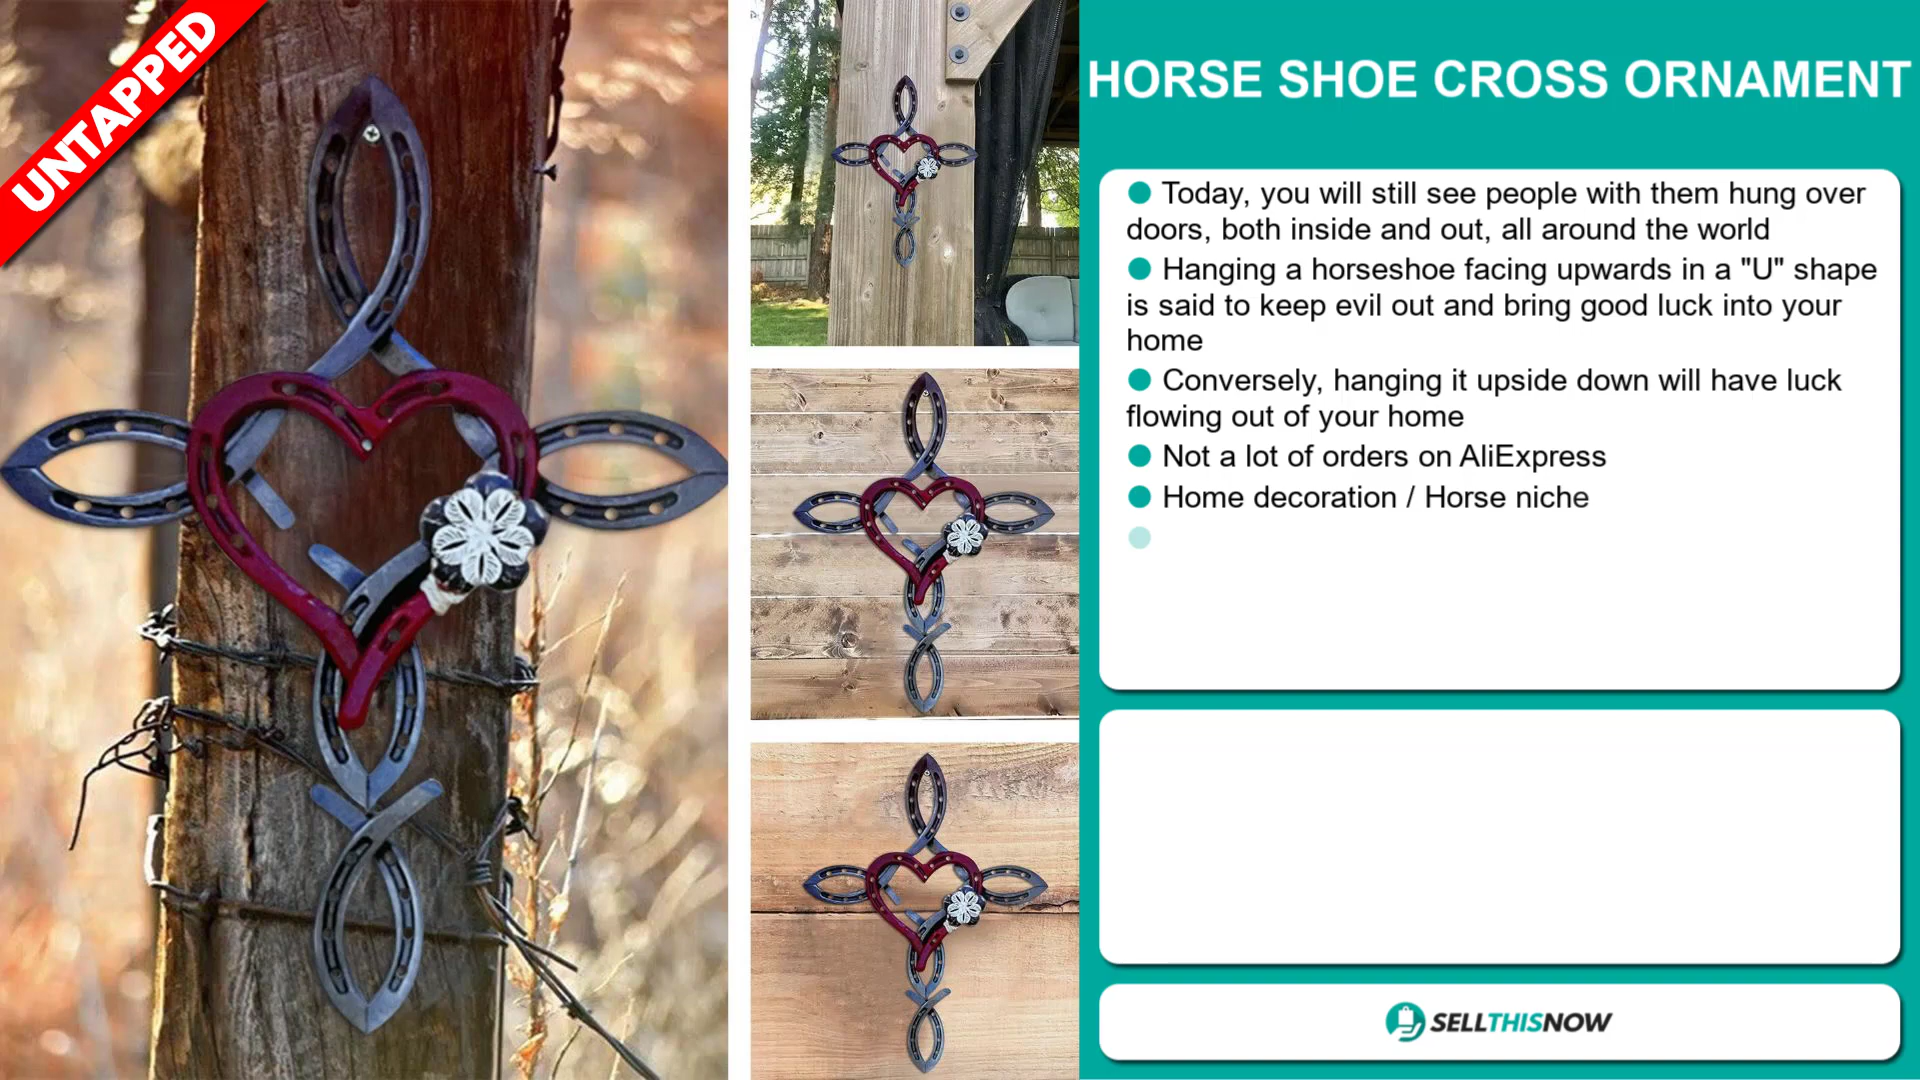 UNTAPPED
HORSE SHOE CROSS ORNAMENT
● Today, you will still see people with them hung over
doors, both inside and out, all around the world
● Hanging a horseshoe facing upwards in a "U" shape
is said to keep evil out and bring good luck into your
home
● Conversely, hanging it upside down will have luck
flowing out of your home
● Not a lot of orders on AliExpress
● Home decoration / Horse niche
SELLTHISNOW